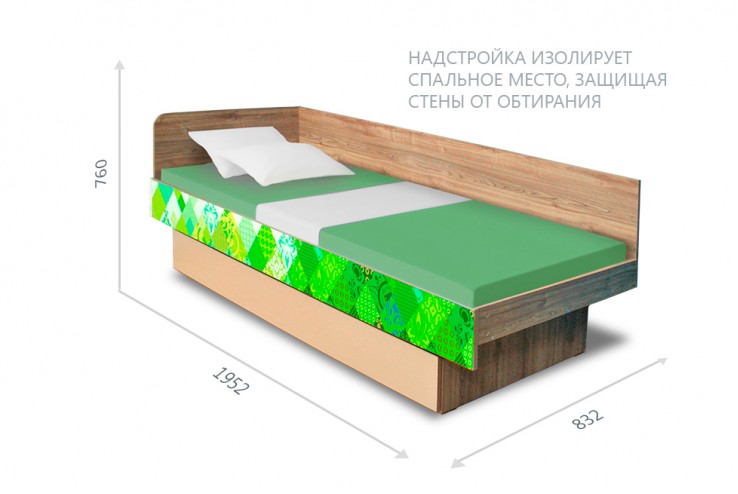 НАДСТРОЙКА ИЗОЛИРУЕТ
СПАЛЬНОЕ МЕСТО, ЗАЩИЩАЯ
СТЕНЫ ОТ ОБТИРАНИЯ
760
1952
832